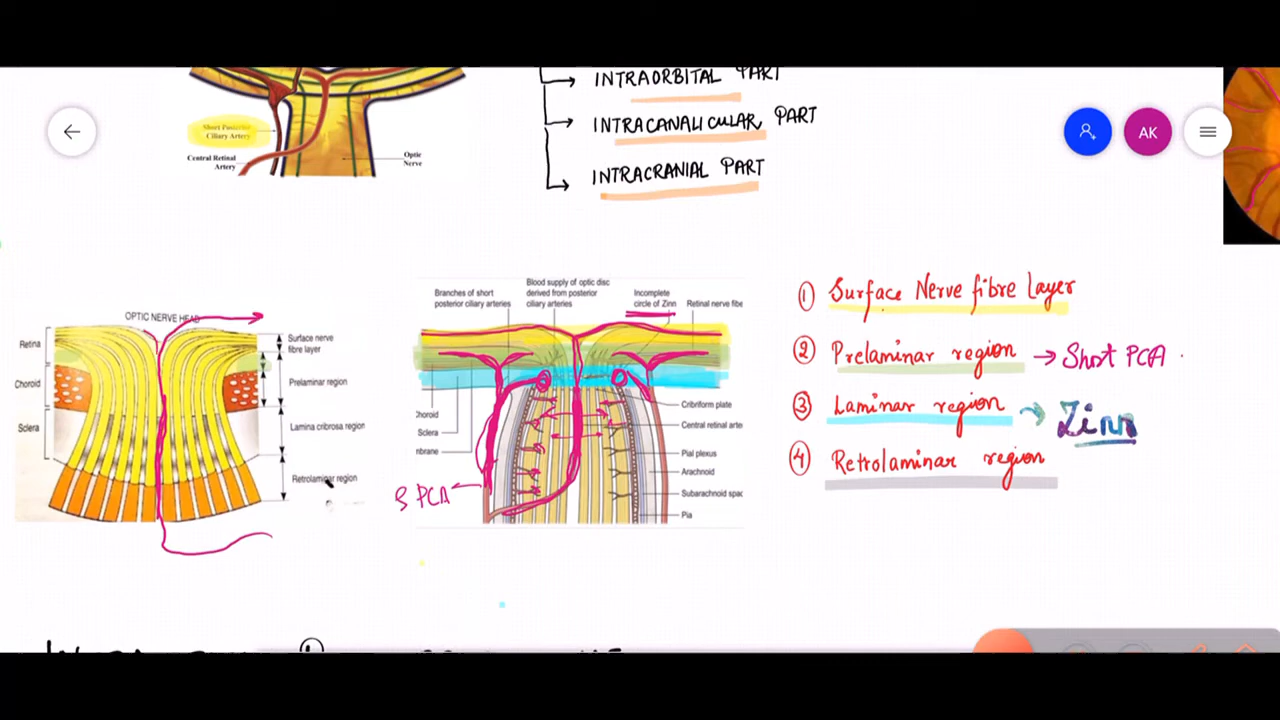 INTRAORBITAL PART
INTRACANALICULAR PART
INTRACRANIAL PART
Short Posterior
Ciliary Artery
Central Retinal
Artery
Optic
Nerve
AK
OPTIC NERVE HEAD
Retina
Choroid
Sclera
Surface nerve
fibre layer
Prelaminar region
Lamina cribrosa region
Retrolaminar region
Branches of short
posterior ciliary arteries
Blood supply of optic disc
derived from posterior
ciliary arteries
Incomplete
circle of Zinn
Retinal nerve fibe
Choroid
Sclera
mbrane
Cribriform plate
Central retinal arte
Pial plexus
Arachnoid
Subarachnoid spac
Pia
S PCA
① Surface Nerve fibre layer
② Prelaminar region → Short PCA
③ Laminar region → Zinn
④ Retrolaminar region